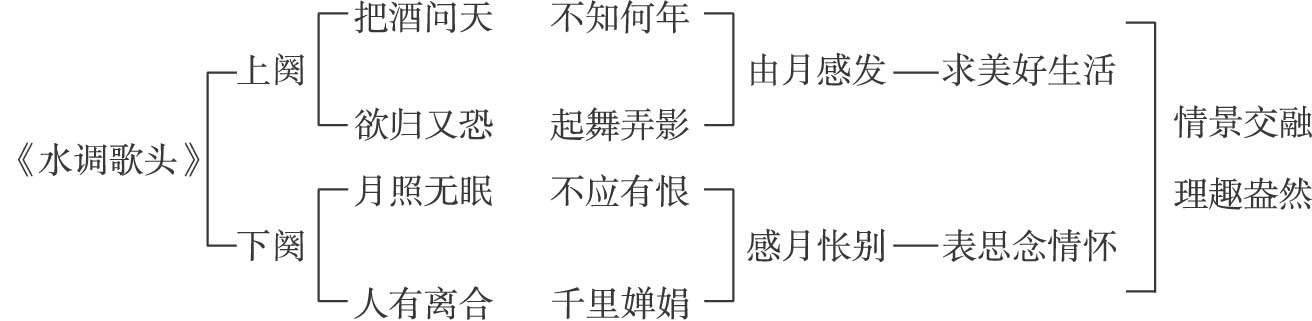 《水调歌头》
上阕
把酒问天 不知何年
欲归又恐 起舞弄影
由月感发——求美好生活
下阕
月照无眠 不应有恨
人有离合 千里婵娟
感月怅别——表思念情怀
情景交融
理趣盎然